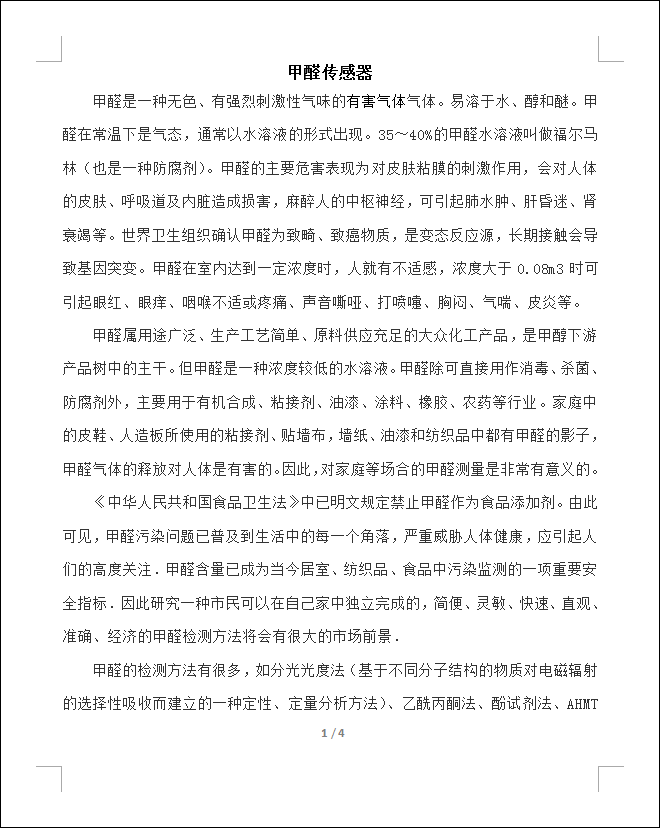 甲醛传感器
甲醛是一种无色、有强烈刺激性气味的有害气体气体。易溶于水、醇和醚。甲
醛在常温下是气态，通常以水溶液的形式出现。35～40%的甲醛水溶液叫做福尔马
林（也是一种防腐剂）。甲醛的主要危害表现为对皮肤粘膜的刺激作用，会对人体
的皮肤、呼吸道及内脏造成损害，麻醉人的中枢神经，可引起肺水肿、肝昏迷、肾
衰竭等。世界卫生组织确认甲醛为致畸、致癌物质，是变态反应源，长期接触会导
致基因突变。甲醛在室内达到一定浓度时，人就有不适感，浓度大于 0.08m3 时可
引起眼红、眼痒、咽喉不适或疼痛、声音嘶哑、打喷嚏、胸闷、气喘、皮炎等。
甲醛属用途广泛、生产工艺简单、原料供应充足的大众化工产品，是甲醇下游
产品树中的主干。但甲醛是一种浓度较低的水溶液。甲醛除可直接用作消毒、杀菌、
防腐剂外，主要用于有机合成、粘接剂、油漆、涂料、橡胶、农药等行业。家庭中
的皮鞋、人造板所使用的粘接剂、贴墙布，墙纸、油漆和纺织品中都有甲醛的影子，
甲醛气体的释放对人体是有害的。因此，对家庭等场合的甲醛测量是非常有意义的。
《中华人民共和国食品卫生法》中已明文规定禁止甲醛作为食品添加剂。由此
可见，甲醛污染问题已普及到生活中的每一个角落，严重威胁人体健康，应引起人
们的高度关注．甲醛含量已成为当今居室、纺织品、食品中污染监测的一项重要安
全指标．因此研究一种市民可以在自己家中独立完成的，简便、灵敏、快速、直观、
准确、经济的甲醛检测方法将会有很大的市场前景．
甲醛的检测方法有很多，如分光光度法（基于不同分子结构的物质对电磁辐射
的选择性吸收而建立的一种定性、定量分析方法）、乙酰丙酮法、酚试剂法、AHMT
1 / 4